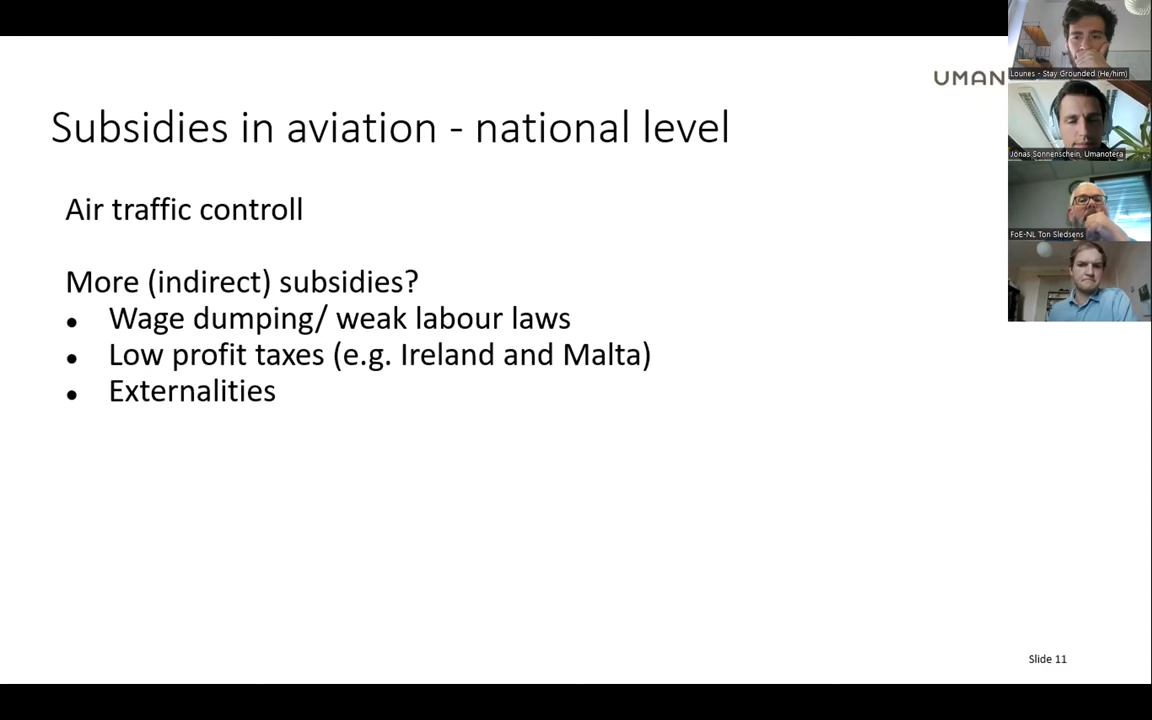 UMAN
Subsidies in aviation - national level
Air traffic controll
More (indirect) subsidies?
• Wage dumping/ weak labour laws
• Low profit taxes (e.g. Ireland and Malta)
• Externalities
Slide 11
Lounes - Stay Grounded (He/him)
Jonas Sonnenschein, Umanotera
FoE-NL Ton Sledsens